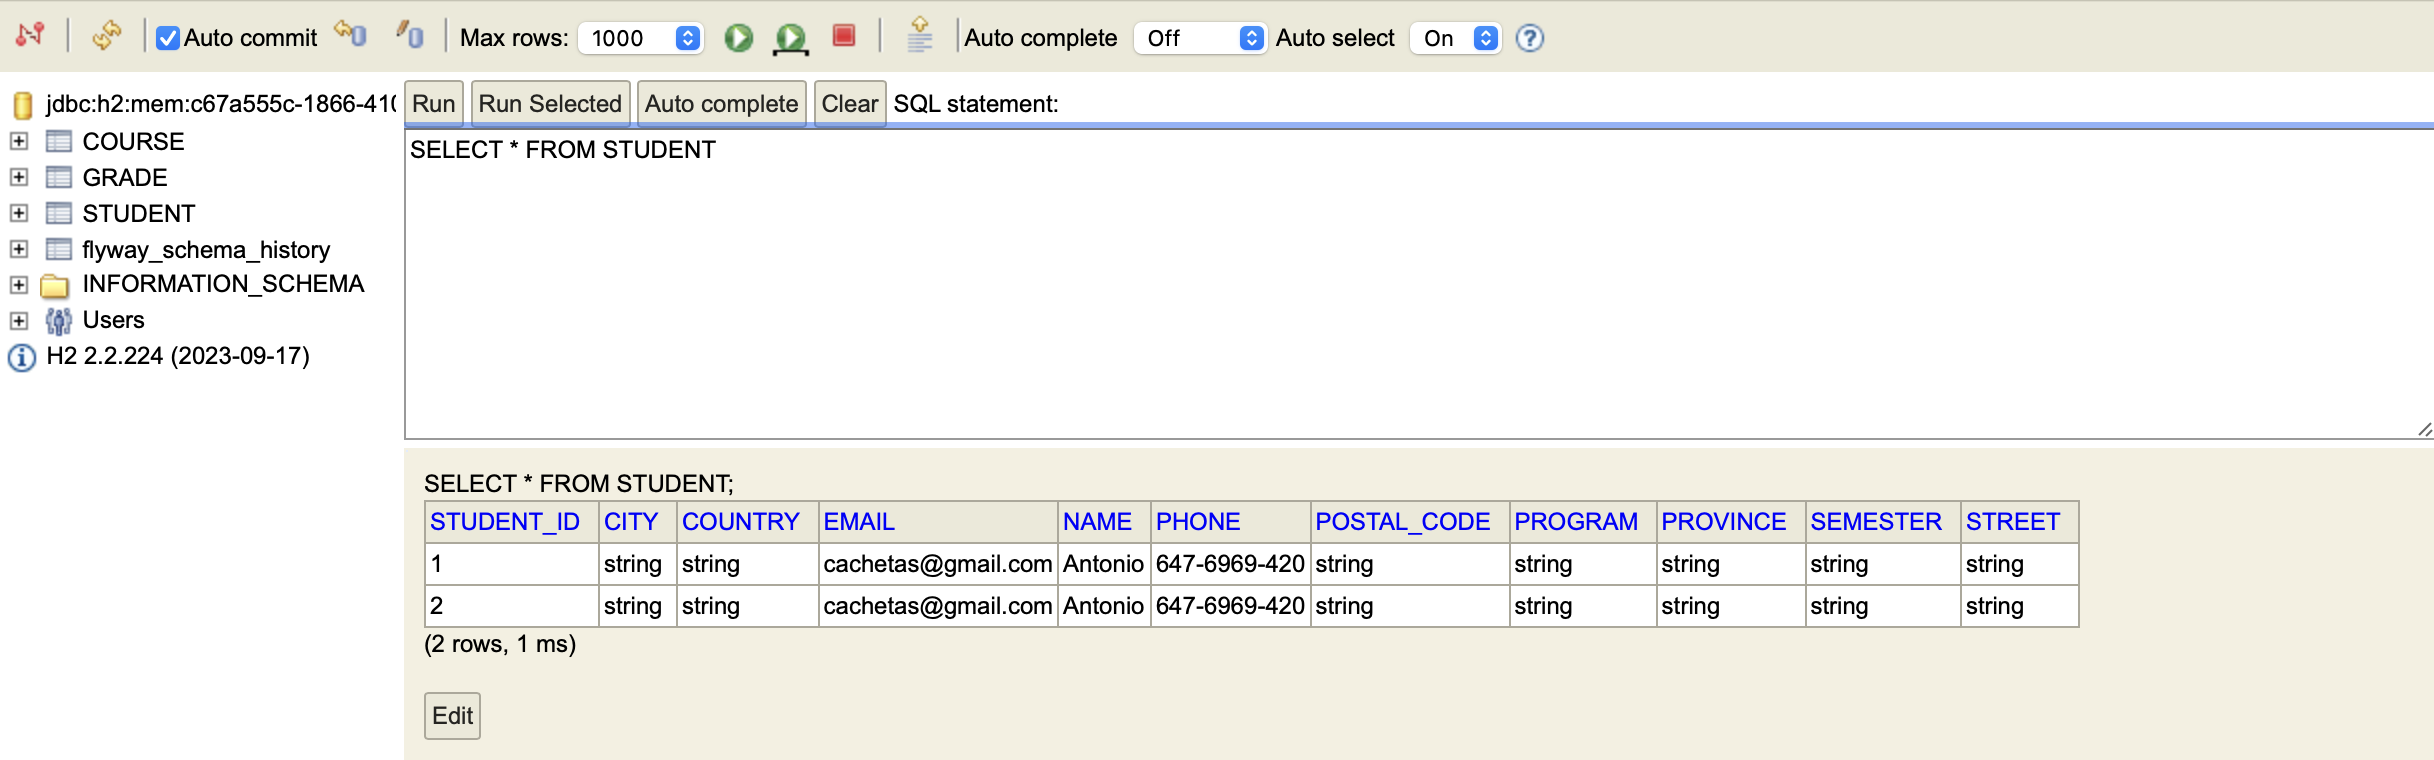 Auto commit Max rows: 1000 Auto complete Off Auto select On ?
jdbc:h2:mem:c67a555c-1866-41
COURSE
GRADE
STUDENT
flyway_schema_history
INFORMATION_SCHEMA
Users
H2 2.2.224 (2023-09-17)
Run Run Selected Auto complete Clear SQL statement:
SELECT * FROM STUDENT
SELECT * FROM STUDENT;
STUDENT_ID CITY COUNTRY EMAIL NAME PHONE POSTAL_CODE PROGRAM PROVINCE SEMESTER STREET
1 string string cachetas@gmail.com Antonio 647-6969-420 string string string string string
2 string string cachetas@gmail.com Antonio 647-6969-420 string string string string string
(2 rows, 1 ms)
Edit